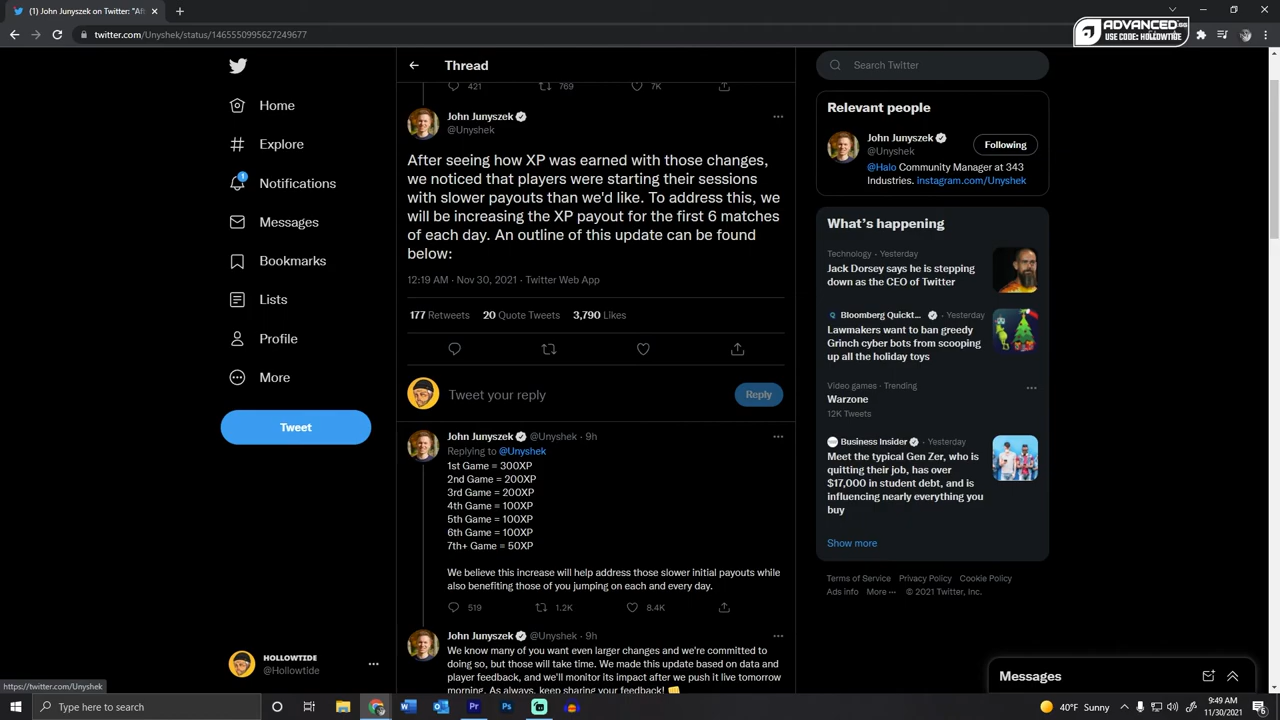 (1) John Junyszek on Twitter: "Aft
twitter.com/Unyshek/status/1465550995627249677
ADVANCED.GG
USE CODE: HOLLOWTIDE
Home
Explore
1
Notifications
Messages
Bookmarks
Lists
Profile
More
Tweet
HOLLOWTIDE
@Hollowtide
https://twitter.com/Unyshek
Thread
421 769 7K
John Junyszek
@Unyshek
After seeing how XP was earned with those changes,
we noticed that players were starting their sessions
with slower payouts than we'd like. To address this, we
will be increasing the XP payout for the first 6 matches
of each day. An outline of this update can be found
below:
12:19 AM · Nov 30, 2021 · Twitter Web App
177 Retweets 20 Quote Tweets 3,790 Likes
Tweet your reply
Reply
John Junyszek @Unyshek · 9h
Replying to @Unyshek
1st Game = 300XP
2nd Game = 200XP
3rd Game = 200XP
4th Game = 100XP
5th Game = 100XP
6th Game = 100XP
7th+ Game = 50XP
We believe this increase will help address those slower initial payouts while
also benefiting those of you jumping on each and every day.
519 1.2K 8.4K
John Junyszek @Unyshek · 9h
We know many of you want even larger changes and we're committed to
doing so, but those will take time. We made this update based on data and
player feedback, and we'll monitor its impact after we push it live tomorrow
morning. As always, keep sharing your feedback!
Search Twitter
Relevant people
John Junyszek
@Unyshek
Following
@Halo Community Manager at 343
Industries. instagram.com/Unyshek
What's happening
Technology · Yesterday
Jack Dorsey says he is stepping
down as the CEO of Twitter
Bloomberg Quickt... · Yesterday
Lawmakers want to ban greedy
Grinch cyber bots from scooping
up all the holiday toys
Video games · Trending
Warzone
12K Tweets
Business Insider · Yesterday
Meet the typical Gen Zer, who is
quitting their job, has over
$17,000 in student debt, and is
influencing nearly everything you
buy
Show more
Terms of Service Privacy Policy Cookie Policy
Ads info More ··· © 2021 Twitter, Inc.
Messages
Type here to search
40°F Sunny
9:49 AM
11/30/2021